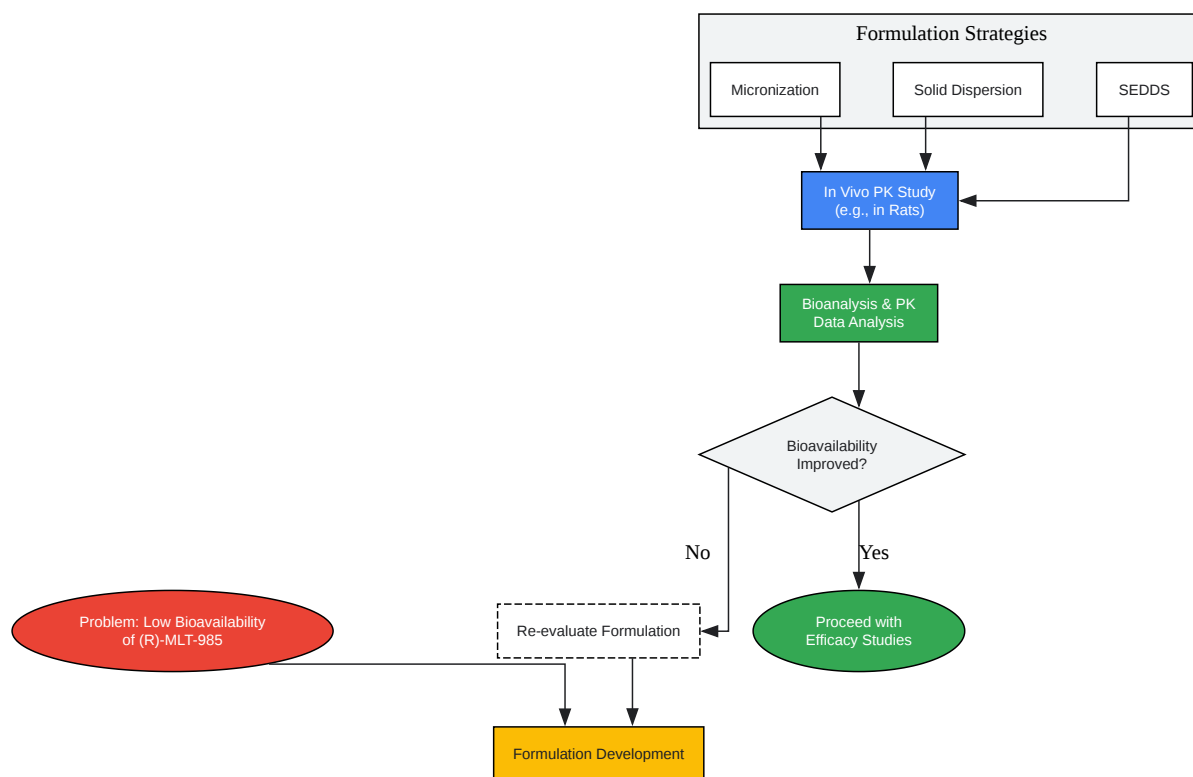 Formulation Strategies
Micronization
Solid Dispersion
SEDDS
In Vivo PK Study
(e.g., in Rats)
Bioanalysis & PK
Data Analysis
Bioavailability
Improved?
No
Yes
Problem: Low Bioavailability
of (R)-MLT-985
Re-evaluate Formulation
Proceed with
Efficacy Studies
Formulation Development